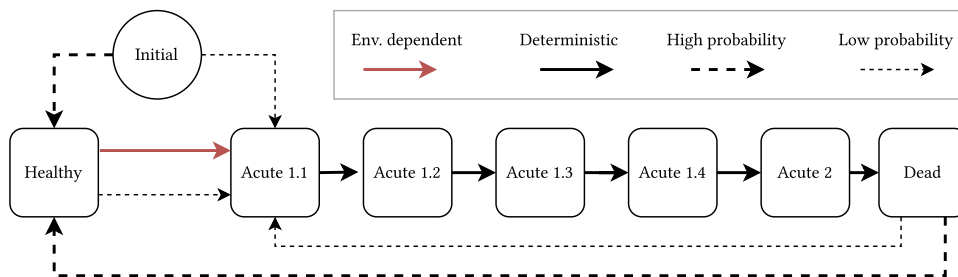 Initial
Env. dependent
Deterministic
High probability
Low probability
Healthy
Acute 1.1
Acute 1.2
Acute 1.3
Acute 1.4
Acute 2
Dead